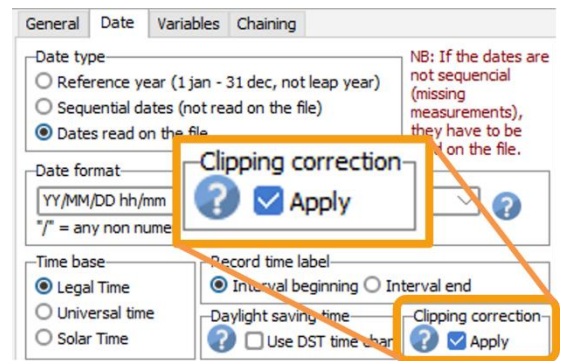 General Date Variables Chaining
Date type
Reference year (1 jan - 31 dec, not leap year)
Sequential dates (not read on the file)
Dates read on the file
NB: If the dates are
not sequencial
(missing
measurements),
they have to be
on the file.
Clipping correction
? Apply
Date format
YY/MM/DD hh/mm
?
"/" = any non nume
Time base
Legal Time
Universal time
Solar Time
Record time label
Interval beginning Interval end
Daylight saving time
? Use DST time chan
Clipping correction
? Apply